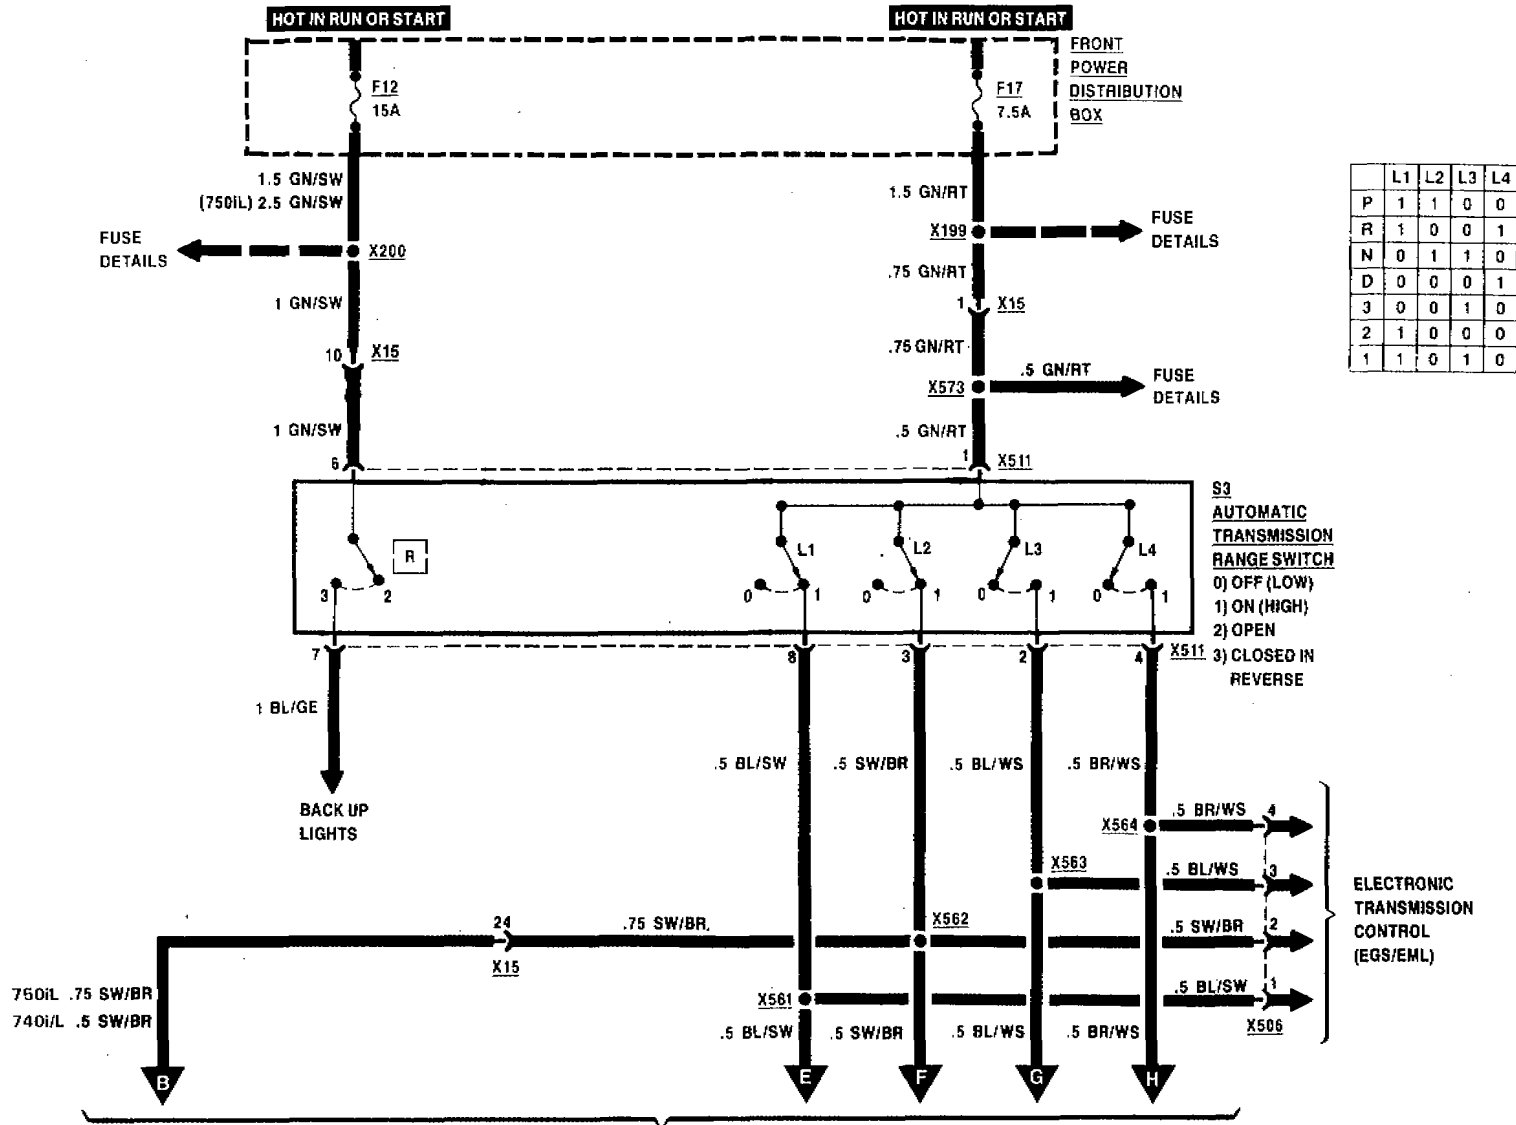 HOT IN RUN OR START
HOT IN RUN OR START
FRONT
POWER
DISTRIBUTION
BOX
F12
15A
F17
7.5A
1.5 GN/SW
(750iL) 2.5 GN/SW
1.5 GN/RT
FUSE
DETAILS
X200
X199
FUSE
DETAILS
1 GN/SW
.75 GN/RT
10 X15
1 X15
.75 GN/RT
X573
.5 GN/RT
FUSE
DETAILS
1 GN/SW
.5 GN/RT
6
1 X511
L1 L2 L3 L4
P 1 1 0 0
R 1 0 0 1
N 0 1 1 0
D 0 0 0 1
3 0 0 1 0
2 1 0 0 0
1 1 0 1 0
S3
AUTOMATIC
TRANSMISSION
RANGE SWITCH
0) OFF (LOW)
1) ON (HIGH)
2) OPEN
3) CLOSED IN
REVERSE
R
L1 L2 L3 L4
3 2 0 1 0 1 0 1 0 1
7 8 3 2 4 X511
1 BL/GE
BACK UP
LIGHTS
.5 BL/SW .5 SW/BR .5 BL/WS .5 BR/WS
X564 .5 BR/WS 4
X563 .5 BL/WS 3
24 .75 SW/BR X562 .5 SW/BR 2
X15
X561 .5 BL/SW 1
X506
ELECTRONIC
TRANSMISSION
CONTROL
(EGS/EML)
750iL .75 SW/BR
740i/L .5 SW/BR
.5 BL/SW .5 SW/BR .5 BL/WS .5 BR/WS
B E F G H